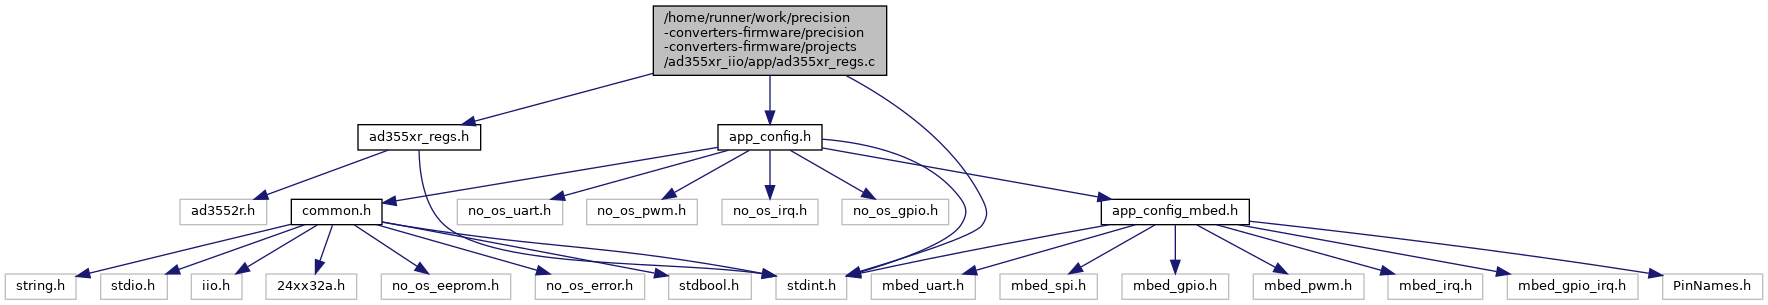 /home/runner/work/precision
-converters-firmware/precision
-converters-firmware/projects
/ad355xr_iio/app/ad355xr_regs.c
ad355xr_regs.h
app_config.h
ad3552r.h
common.h
no_os_uart.h
no_os_pwm.h
no_os_irq.h
no_os_gpio.h
app_config_mbed.h
string.h
stdio.h
iio.h
24xx32a.h
no_os_eeprom.h
no_os_error.h
stdbool.h
stdint.h
mbed_uart.h
mbed_spi.h
mbed_gpio.h
mbed_pwm.h
mbed_irq.h
mbed_gpio_irq.h
PinNames.h